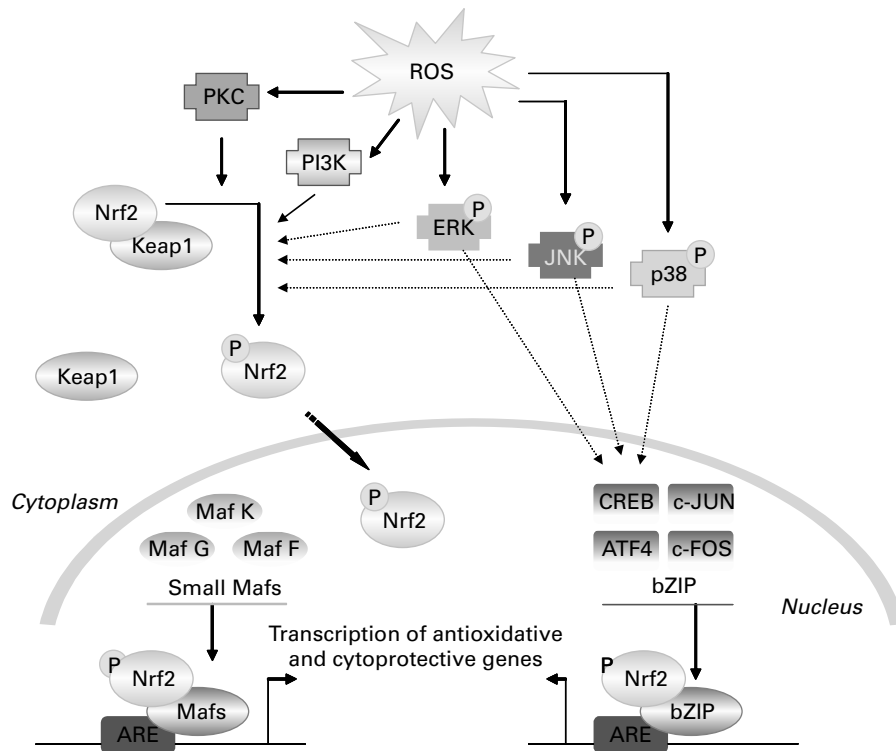 ROS
PKC
PI3K
Nrf2
Keap1
ERK
P
JNK
P
p38
P
Keap1
P
Nrf2
Cytoplasm
P
Nrf2
Maf K
Maf G
Maf F
Small Mafs
CREB
c-JUN
ATF4
c-FOS
bZIP
Nucleus
Transcription of antioxidative
and cytoprotective genes
P
Nrf2
Mafs
ARE
P
Nrf2
bZIP
ARE